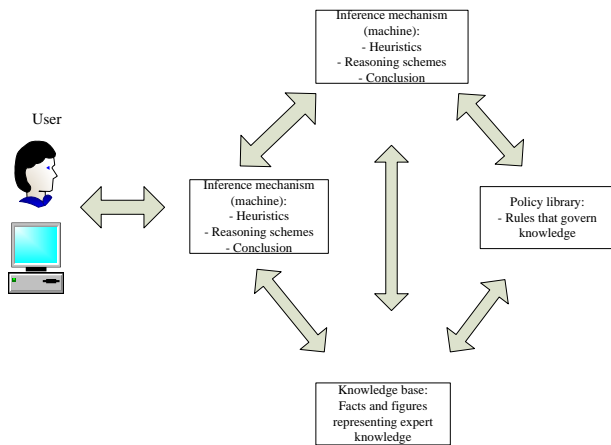 Inference mechanism
(machine):
- Heuristics
- Reasoning schemes
- Conclusion
User
Inference mechanism
(machine):
- Heuristics
- Reasoning schemes
- Conclusion
Policy library:
- Rules that govern
knowledge
Knowledge base:
Facts and figures
representing expert
knowledge